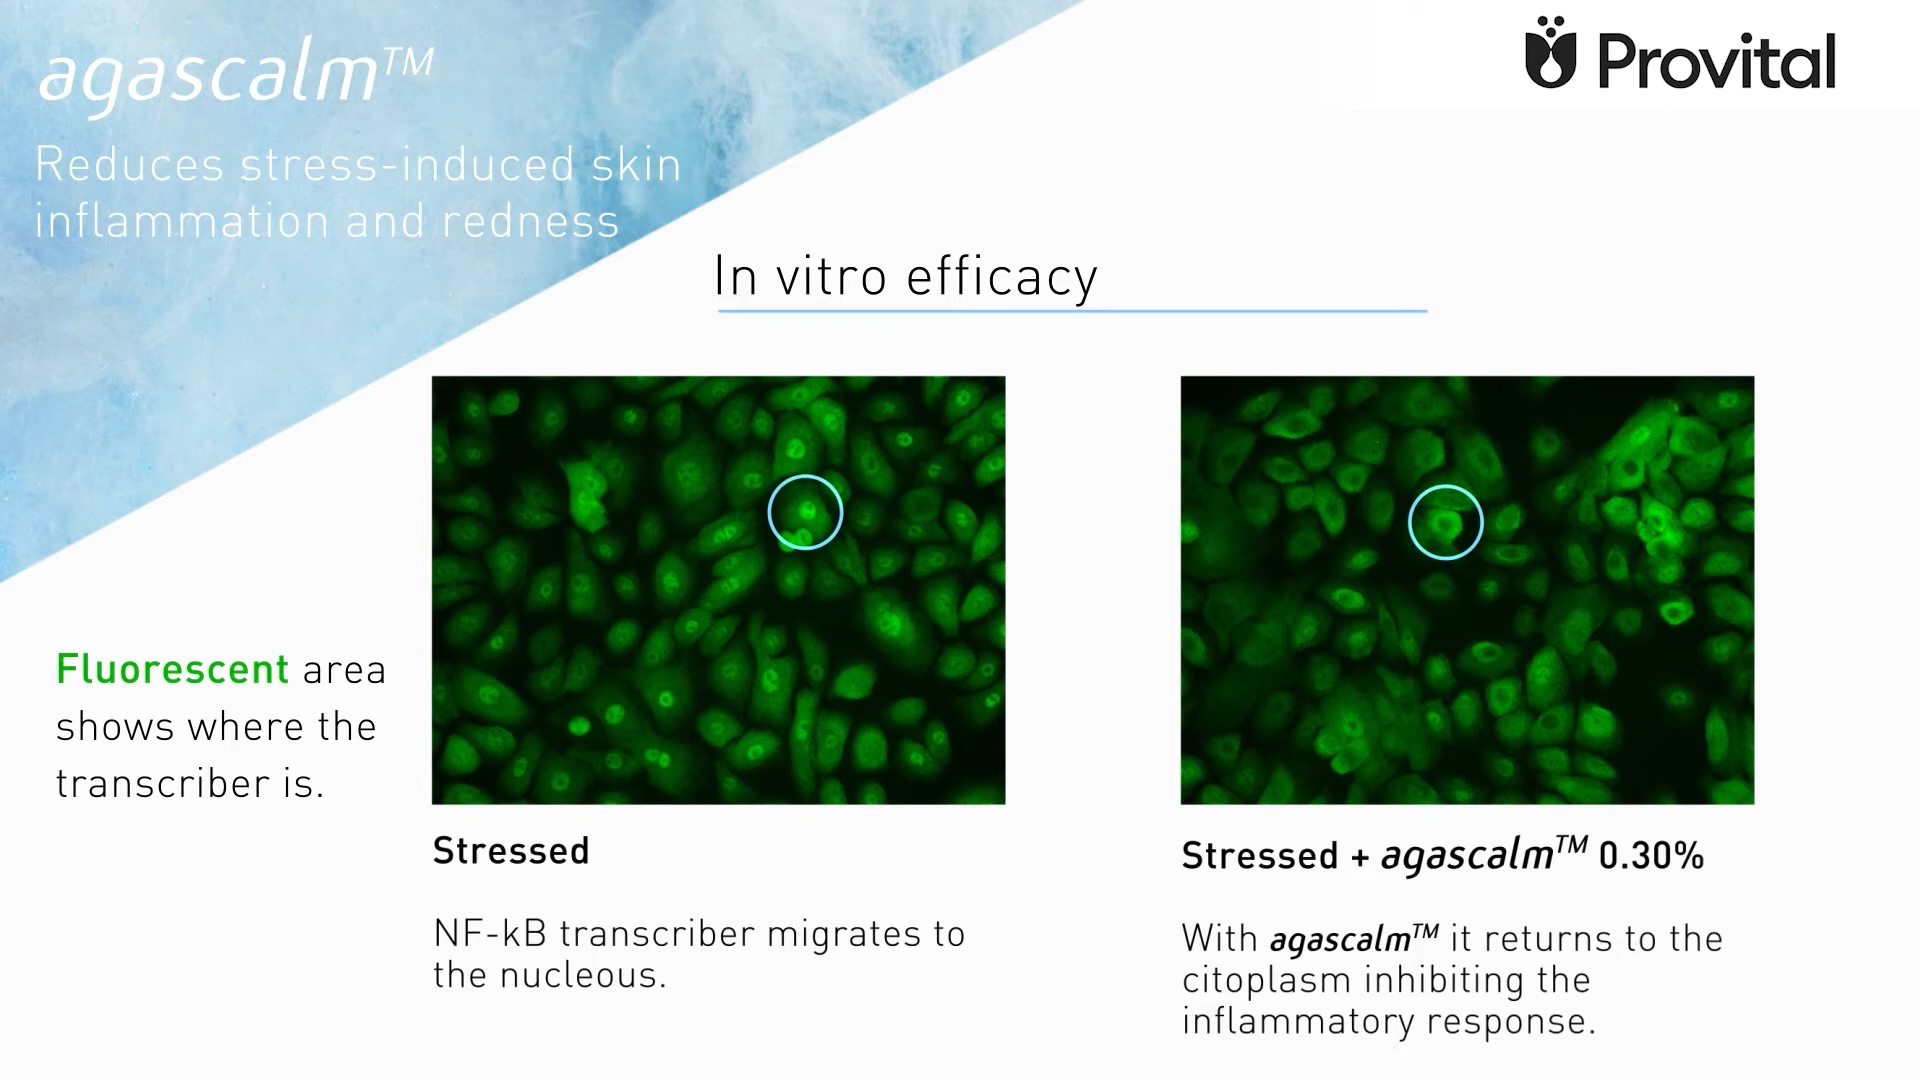 agascalm™
Provital
Reduces stress-induced skin
inflammation and redness
In vitro efficacy
Fluorescent area
shows where the
transcriber is.
Stressed
NF-kB transcriber migrates to
the nucleous.
Stressed + agascalm™ 0.30%
With agascalm™ it returns to the
citoplasm inhibiting the
inflammatory response.